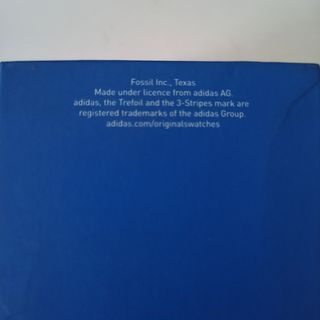 Fossil Inc., Texas
Made under licence from adidas AG.
adidas, the Trefoil and the 3-Stripes mark are
registered trademarks of the adidas Group.
adidas.com/originalswatches